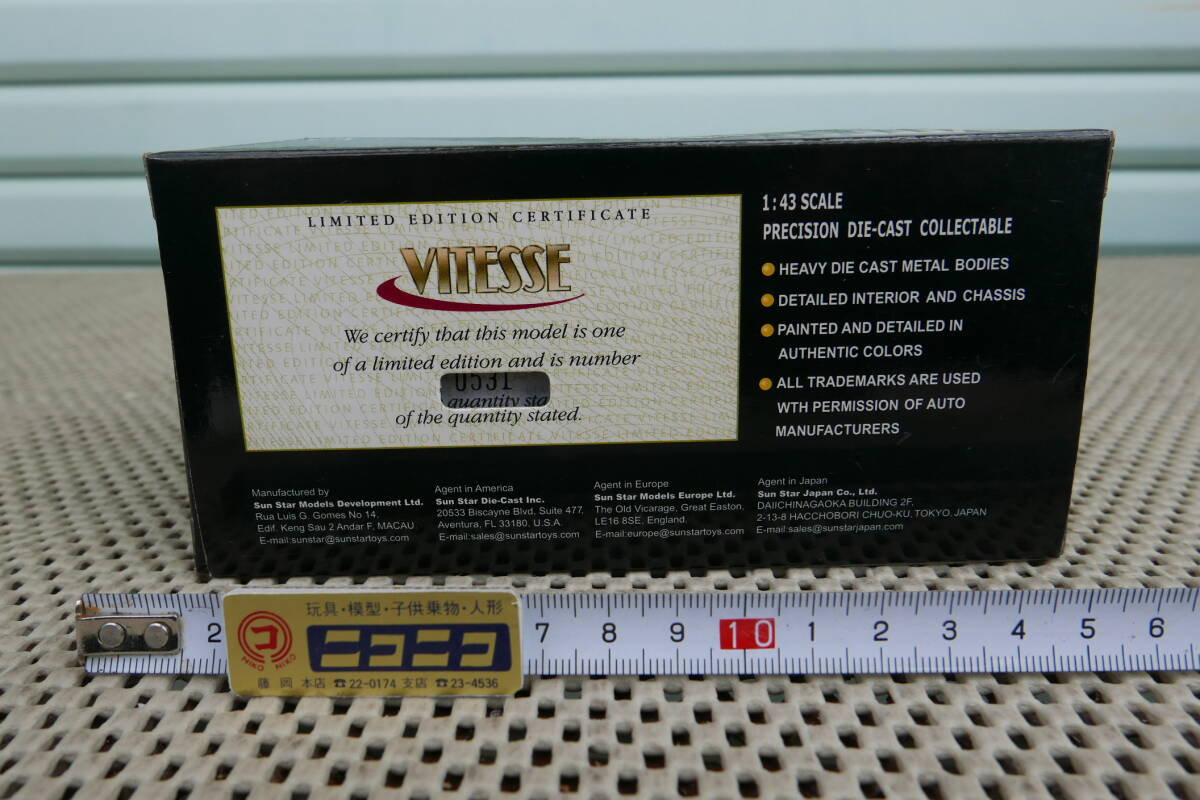 LIMITED EDITION CERTIFICATE
VITESSE
We certify that this model is one
of a limited edition and is number
0531
quantity sta
of the quantity stated.
1:43 SCALE
PRECISION DIE-CAST COLLECTABLE
HEAVY DIE CAST METAL BODIES
DETAILED INTERIOR AND CHASSIS
PAINTED AND DETAILED IN
AUTHENTIC COLORS
ALL TRADEMARKS ARE USED
WTH PERMISSION OF AUTO
MANUFACTURERS
Manufactured by
Sun Star Models Development Ltd.
Rua Luis G. Gomes No 14,
Edif. Keng Sau 2 Andar F, MACAU.
E-mail:sunstar@sunstartoys.com
Agent in America
Sun Star Die-Cast Inc.
20533 Biscayne Blvd, Suite 477,
Aventura, FL 33180, U.S.A.
E-mail:sales@sunstartoys.com
Agent in Europe
Sun Star Models Europe Ltd.
The Old Vicarage, Great Easton,
LE16 8SE, England.
E-mail:europe@sunstartoys.com
Agent in Japan
Sun Star Japan Co., Ltd.
DAIICHINAGAOKA BUILDING 2F,
2-13-8 HACCHOBORI CHUO-KU, TOKYO, JAPAN
E-mail:sales@sunstarjapan.com
2 7 8 9 10 1 2 3 4 5 6
玩具・模型・子供乗物・人形
コ
NIKO NIKO
ニコニコ
藤岡 本店 ☎22-0174 支店 ☎23-4536